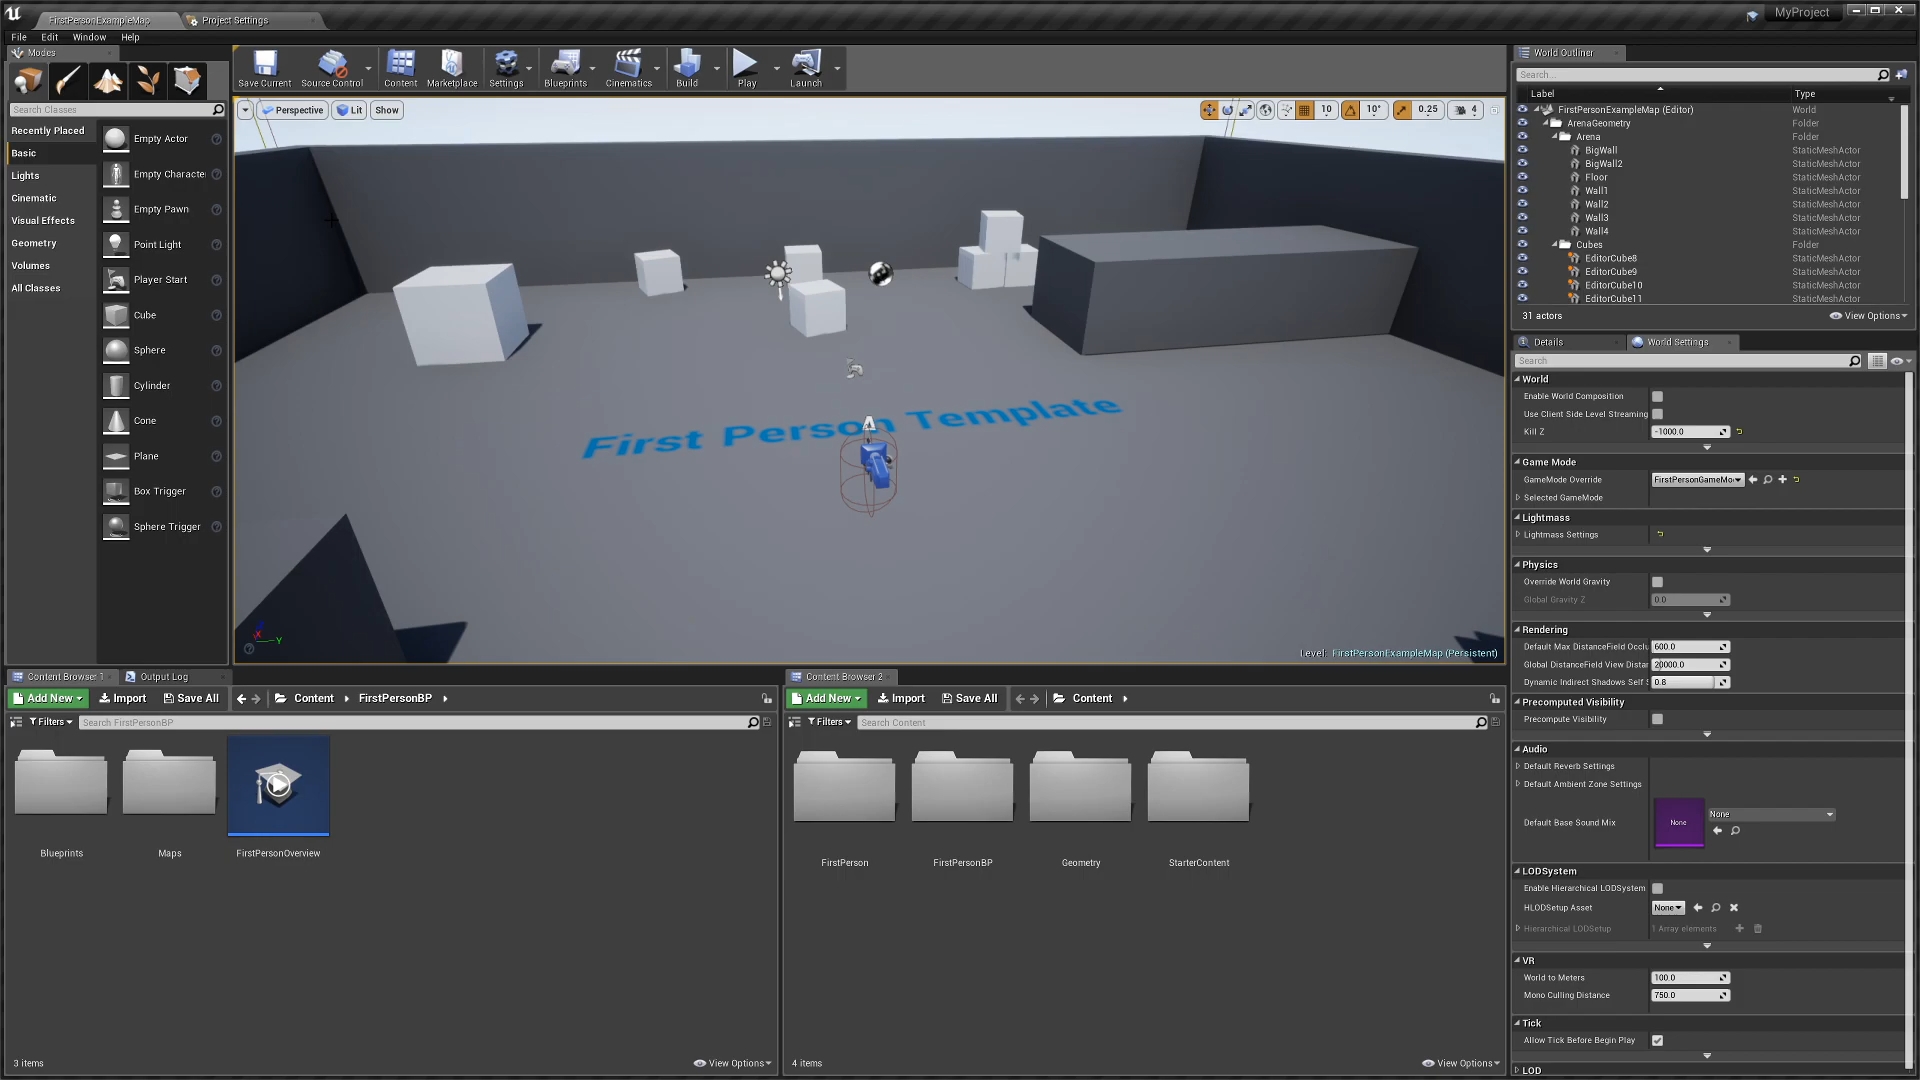 FirstPersonExampleMap
Project Settings
MyProject
File Edit Window Help
Modes
Search Classes
Recently Placed
Basic
Lights
Cinematic
Visual Effects
Geometry
Volumes
All Classes
Empty Actor
Empty Characte
Empty Pawn
Point Light
Player Start
Cube
Sphere
Cylinder
Cone
Plane
Box Trigger
Sphere Trigger
Save Current Source Control Content Marketplace Settings Blueprints Cinematics Build Play Launch
Perspective Lit Show
10 10° 0.25 4
First Person Template
X Y
Level: FirstPersonExampleMap (Persistent)
World Outliner
Search...
Label Type
FirstPersonExampleMap (Editor) World
ArenaGeometry Folder
Arena Folder
BigWall StaticMeshActor
BigWall2 StaticMeshActor
Floor StaticMeshActor
Wall1 StaticMeshActor
Wall2 StaticMeshActor
Wall3 StaticMeshActor
Wall4 StaticMeshActor
Cubes Folder
EditorCube8 StaticMeshActor
EditorCube9 StaticMeshActor
EditorCube10 StaticMeshActor
EditorCube11 StaticMeshActor
31 actors View Options
Details World Settings
Search
World
Enable World Composition
Use Client Side Level Streaming
Kill Z -1000.0
Game Mode
GameMode Override FirstPersonGameMo
Selected GameMode
Lightmass
Lightmass Settings
Physics
Override World Gravity
Global Gravity Z 0.0
Rendering
Default Max DistanceField Occlu 600.0
Global DistanceField View Distar 20000.0
Dynamic Indirect Shadows Self S 0.8
Precomputed Visibility
Precompute Visibility
Audio
Default Reverb Settings
Default Ambient Zone Settings
Default Base Sound Mix None None
LODSystem
Enable Hierarchical LODSystem
HLODSetup Asset None
Hierarchical LODSetup 1 Array elements
VR
World to Meters 100.0
Mono Culling Distance 750.0
Tick
Allow Tick Before Begin Play
LOD
Content Browser 1 Output Log
Add New Import Save All Content FirstPersonBP
Filters Search FirstPersonBP
Blueprints Maps FirstPersonOverview
3 items View Options
Content Browser 2
Add New Import Save All Content
Filters Search Content
FirstPerson FirstPersonBP Geometry StarterContent
4 items View Options